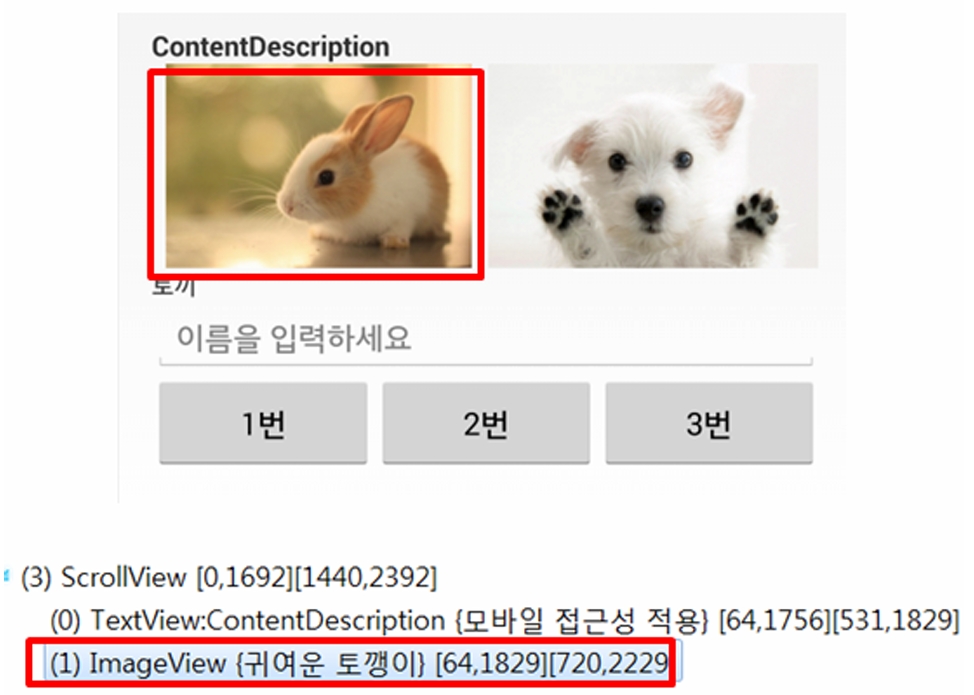 ContentDescription
토끼
이름을 입력하세요
1번
2번
3번
(3) ScrollView [0,1692][1440,2392]
(0) TextView:ContentDescription {모바일 접근성 적용} [64,1756][531,1829]
(1) ImageView {귀여운 토깽이} [64,1829][720,2229